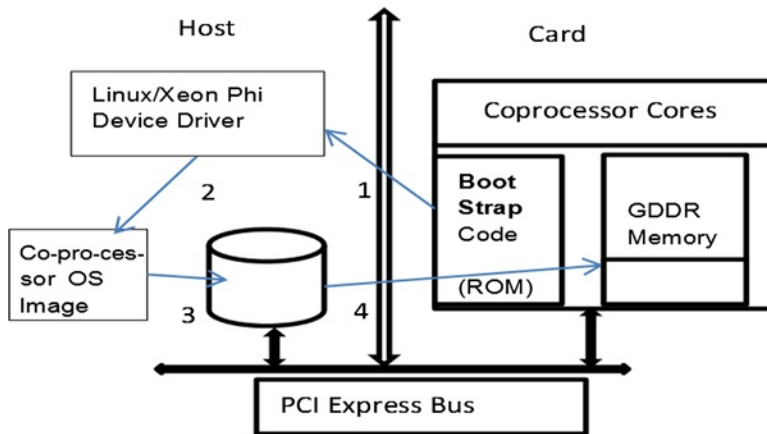 Host
Card
Linux/Xeon Phi
Device Driver
Coprocessor Cores
2
1
Boot
Strap
Code
(ROM)
GDDR
Memory
Co-pro-ces-
sor OS
Image
3
4
PCI Express Bus